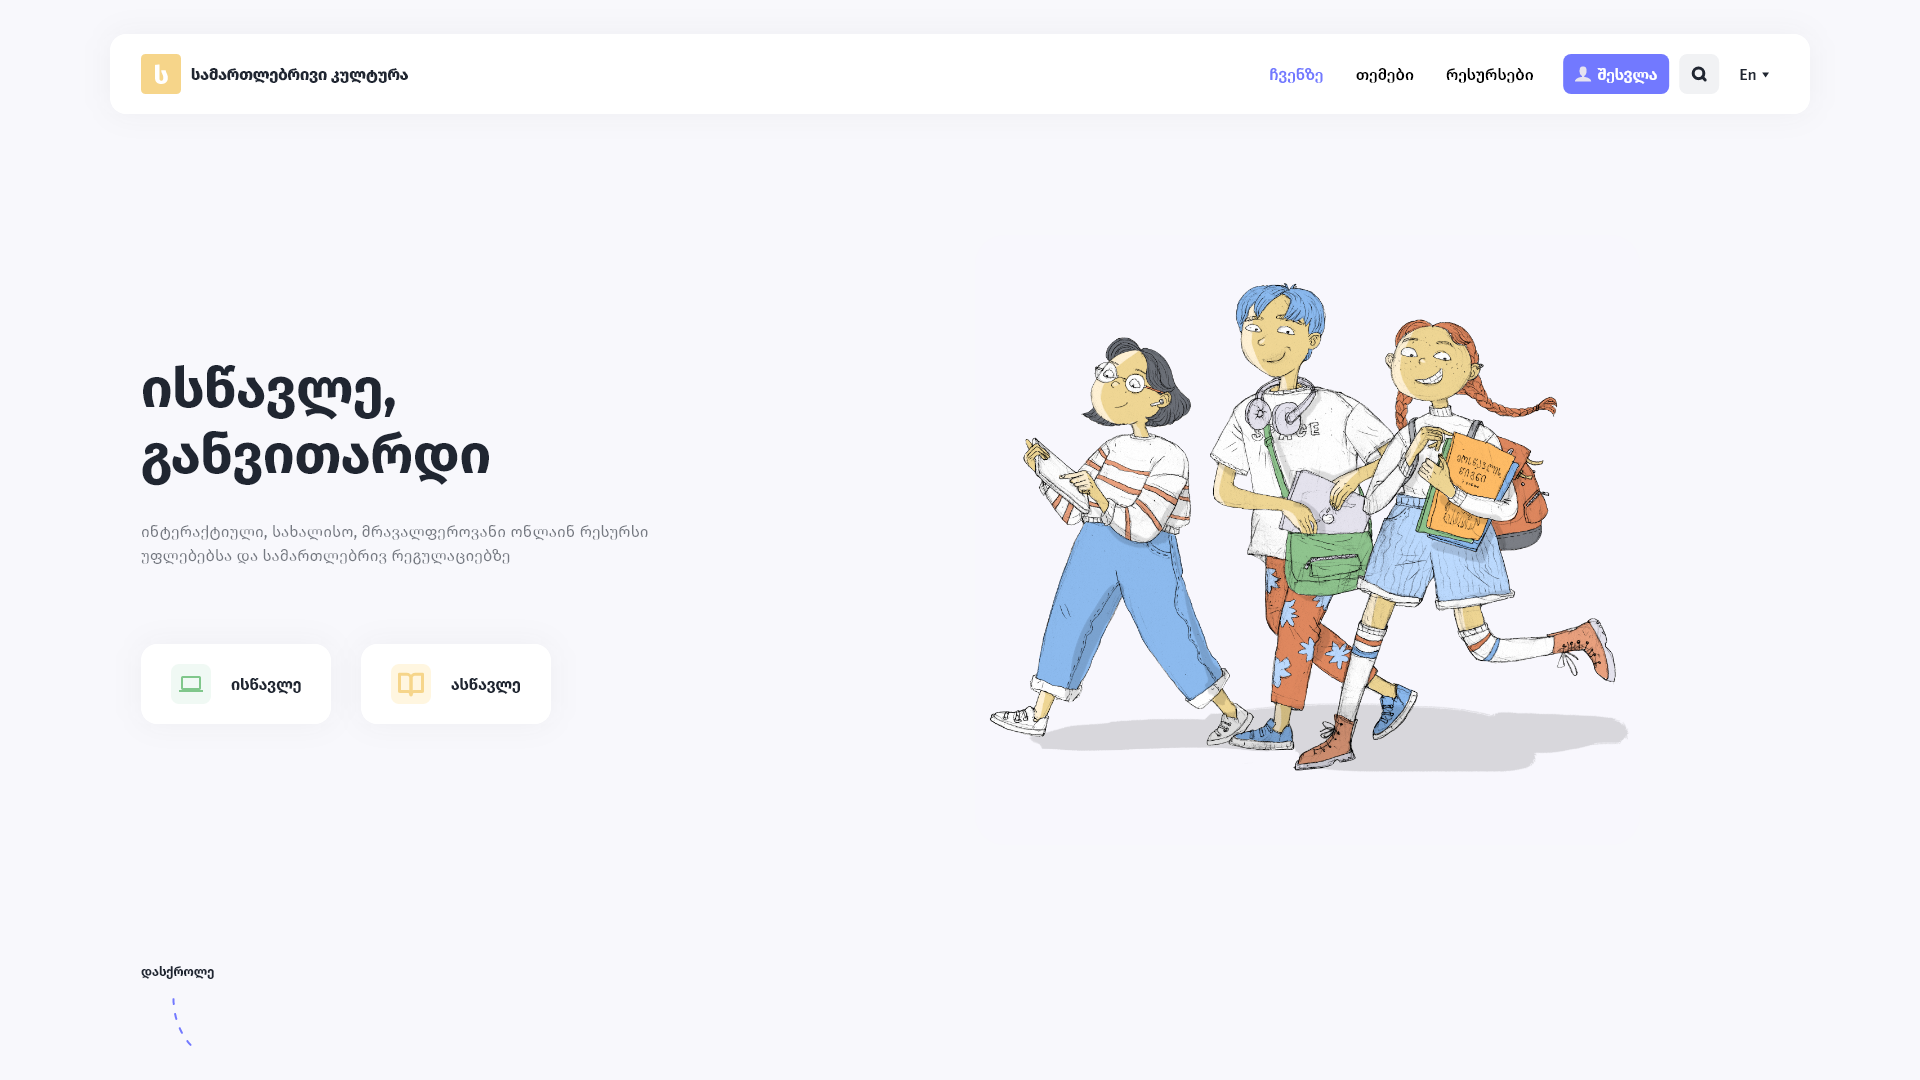 ს სამართლებრივი კულტურა
ჩვენზე
თემები
რესურსები
შესვლა
En
ისწავლე,
განვითარდი
ინტერაქტიული, სახალისო, მრავალფეროვანი ონლაინ რესურსი
უფლებებსა და სამართლებრივ რეგულაციებზე
ისწავლე
ასწავლე
დასქროლე